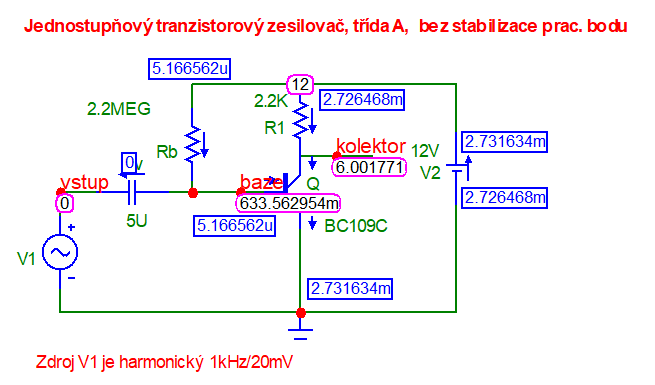 Jednostupňový tranzistorový zesilovač, třída A, bez stabilizace prac. bodu
5.166562u
12
2.2K
2.726468m
2.2MEG
R1
Rb
kolektor
12V
2.731634m
0
6.001771
V2
vstup
baze
Q
0
633.562954m
2.726468m
5U
5.166562u
BC109C
+
V1
-
2.731634m
Zdroj V1 je harmonický 1kHz/20mV